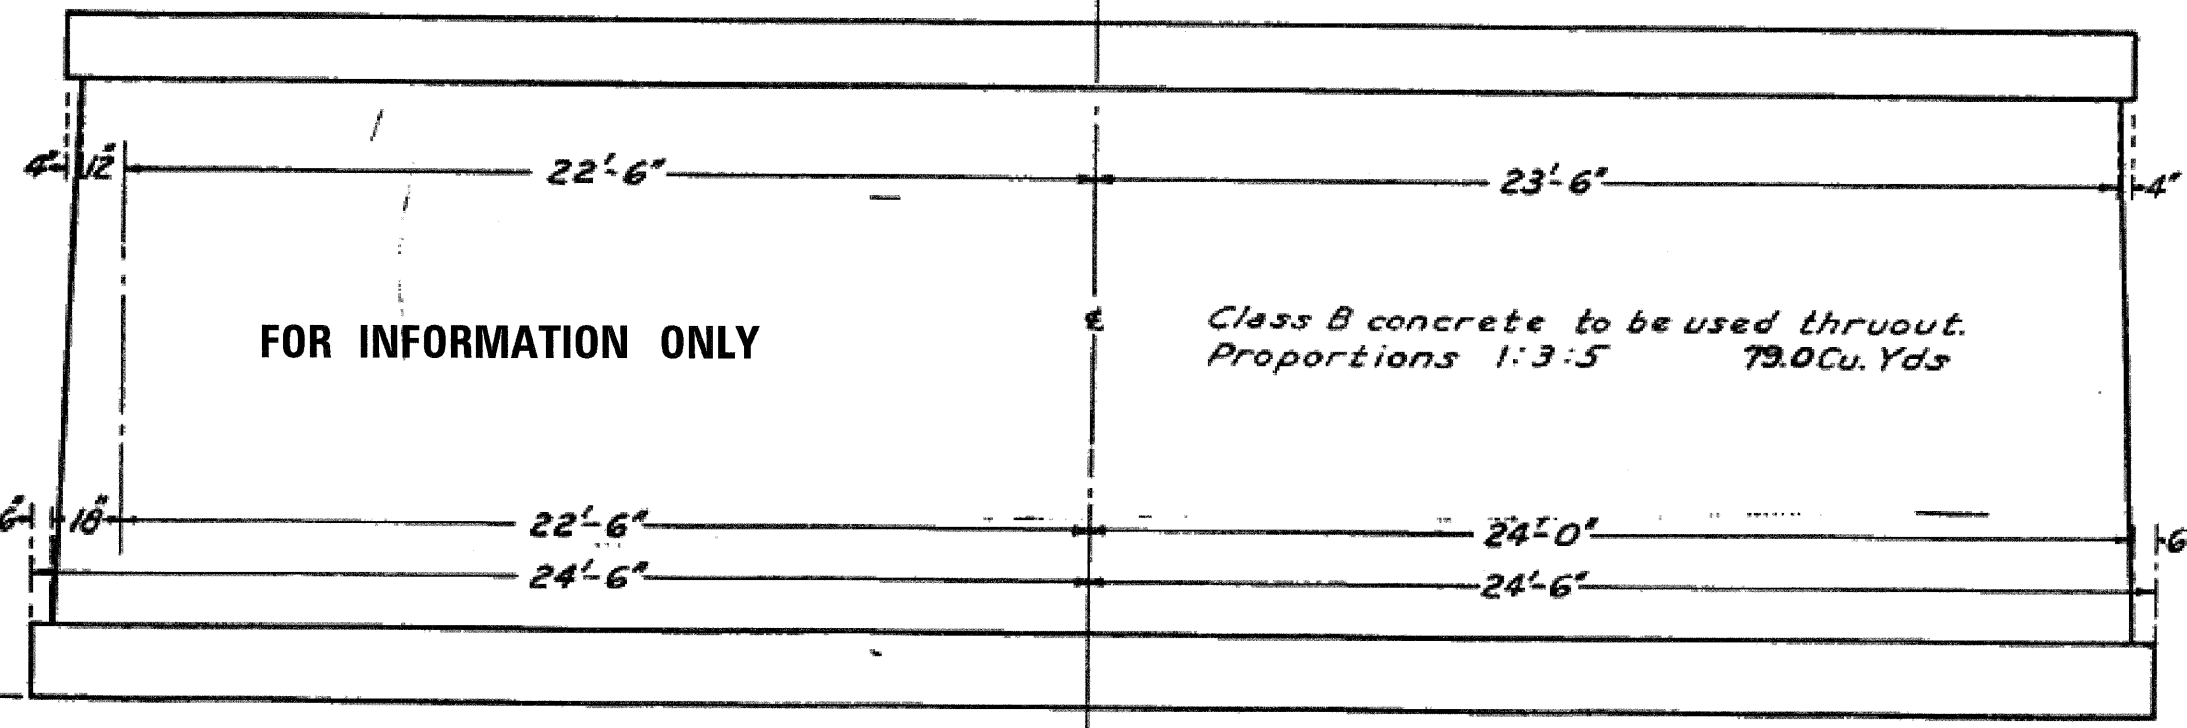 4" 12" 22'-6" 23'-6" 4"
℄
Class B concrete to be used thruout.
FOR INFORMATION ONLY
Proportions 1:3:5 79.0 Cu. Yds
6" 18" 22'-6" 24'-0" 6
24'-6" 24'-6"